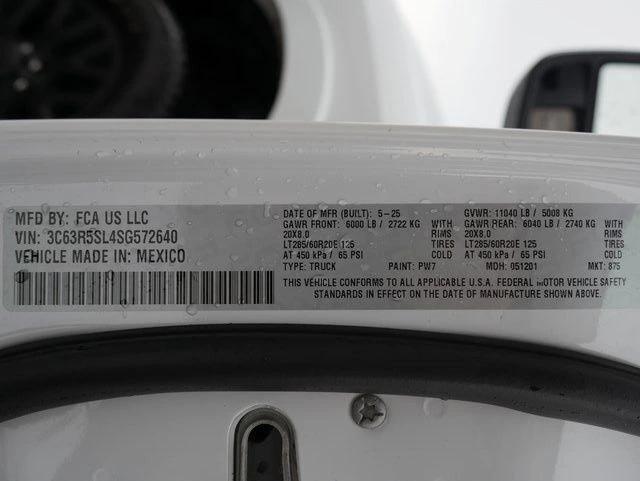 MFD BY: FCA US LLC
VIN: 3C63R5SL4SG572640
VEHICLE MADE IN: MEXICO
DATE OF MFR (BUILT): 5-25 GVWR: 11040 LB / 5008 KG
GAWR FRONT: 6000 LB / 2722 KG WITH GAWR REAR: 6040 LB / 2740 KG WITH
20X8.0 TIRES 20X8.0 TIRES
LT285/60R20E 125 LT285/60R20E 125
AT 450 kPa / 65 PSI COLD AT 450 kPa / 65 PSI COLD
TYPE: TRUCK PAINT: PW7 MDH: 051201 MKT: 875
THIS VEHICLE CONFORMS TO ALL APPLICABLE U.S.A. FEDERAL MOTOR VEHICLE SAFETY
STANDARDS IN EFFECT ON THE DATE OF MANUFACTURE SHOWN ABOVE.